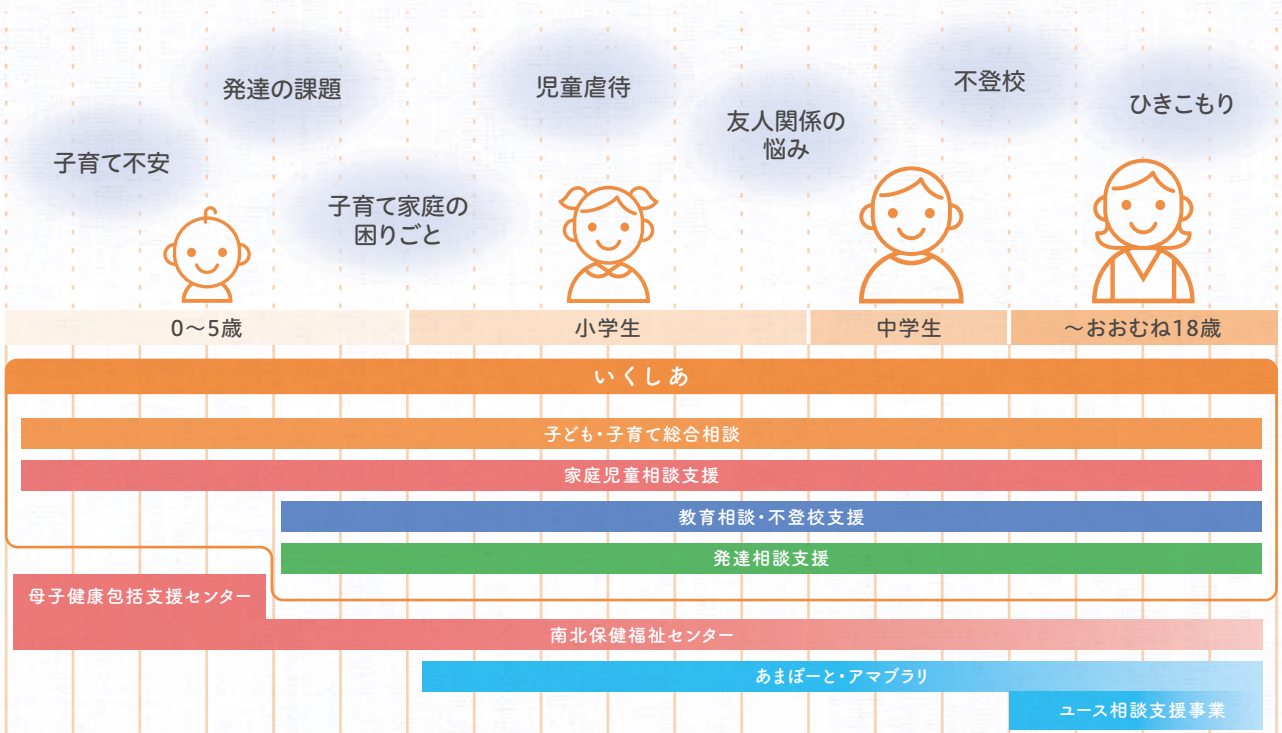 発達の課題
児童虐待
不登校
ひきこもり
友人関係の
悩み
子育て不安
子育て家庭の
困りごと
0～5歳
小学生
中学生
～おおむね18歳
いくしあ
子ども・子育て総合相談
家庭児童相談支援
教育相談・不登校支援
発達相談支援
母子健康包括支援センター
南北保健福祉センター
あまぽーと・アマブラリ
ユース相談支援事業